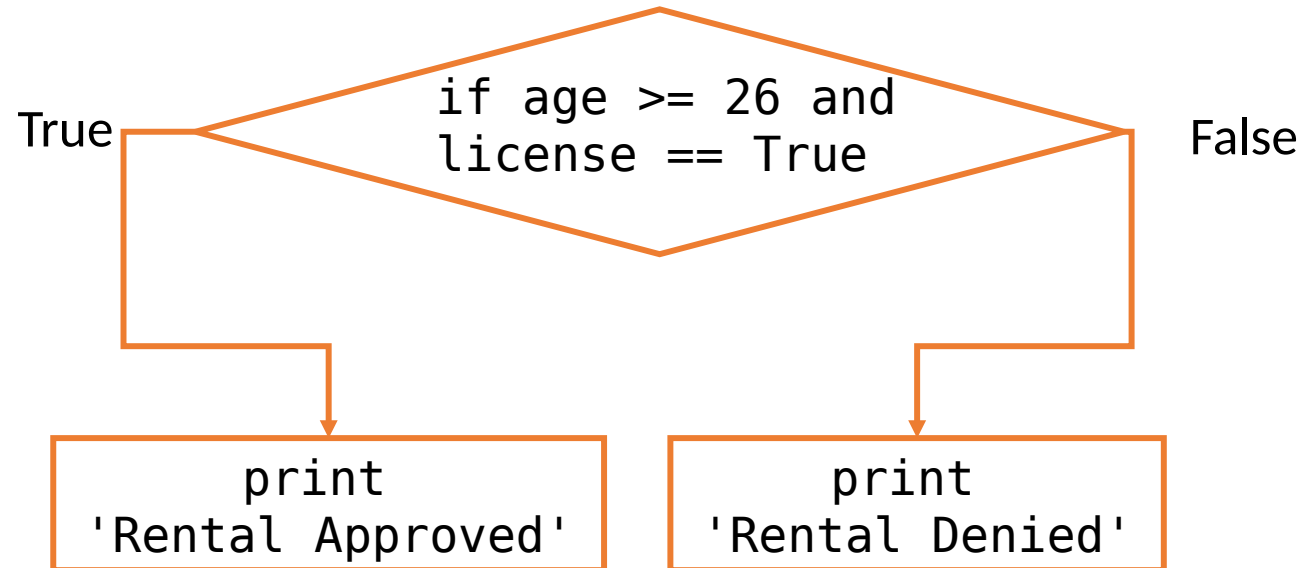 if age >= 26 and
license == True
True
False
print
'Rental Approved'
print
'Rental Denied'